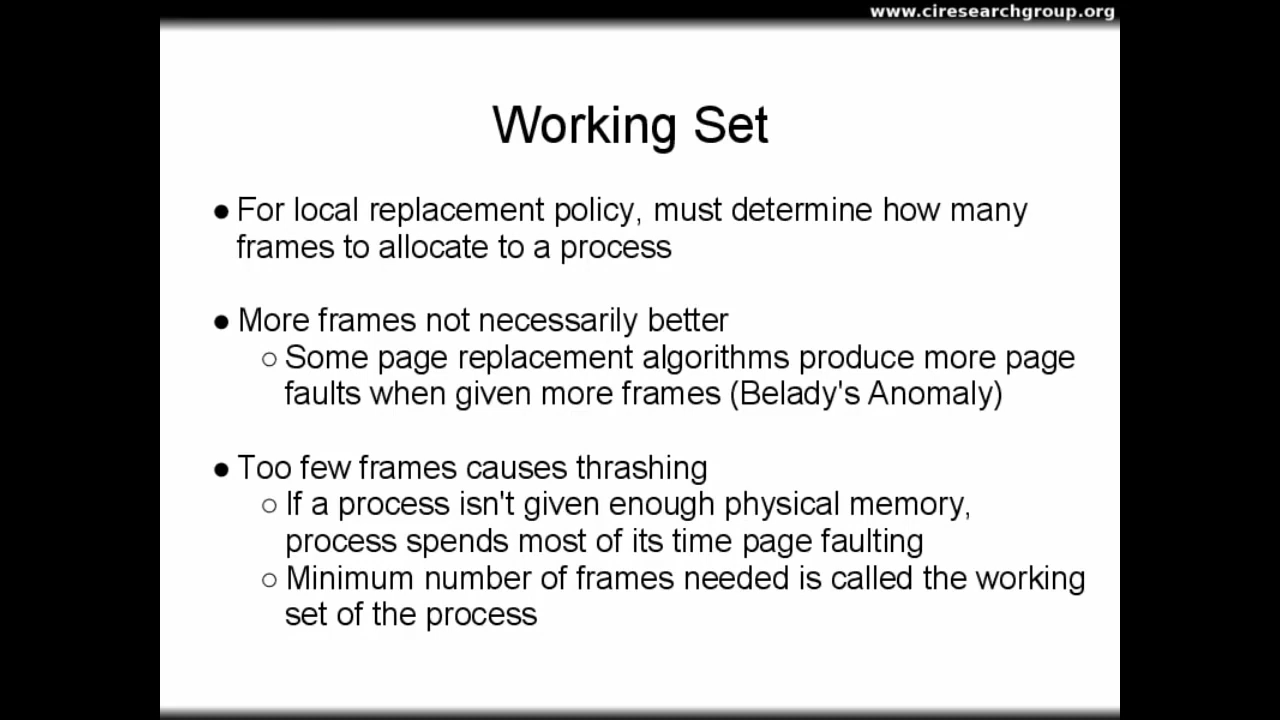 www.ciresearchgroup.org
Working Set
● For local replacement policy, must determine how many
frames to allocate to a process
● More frames not necessarily better
○ Some page replacement algorithms produce more page
faults when given more frames (Belady's Anomaly)
● Too few frames causes thrashing
○ If a process isn't given enough physical memory,
process spends most of its time page faulting
○ Minimum number of frames needed is called the working
set of the process